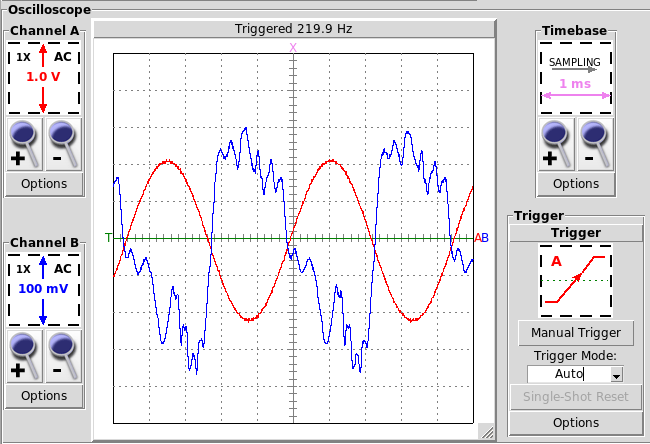 Oscilloscope
Channel A
1X AC
1.0 V
+ -
Options
Channel B
1X AC
100 mV
+ -
Options
Triggered 219.9 Hz
X
T
AB
Timebase
SAMPLING
1 ms
+ -
Options
Trigger
Trigger
A
Manual Trigger
Trigger Mode:
Auto
Single-Shot Reset
Options